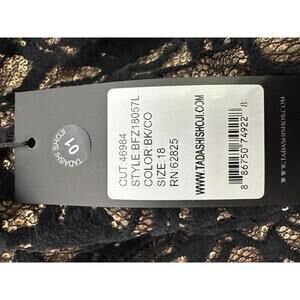 TADASHI SHOJI
10
CUT:46984
STYLE:BFZ18057L
COLOR:BK/CO
SIZE:18
RN:62825
WWW.TADASHISHOJI.COM
8 86750 74922 8